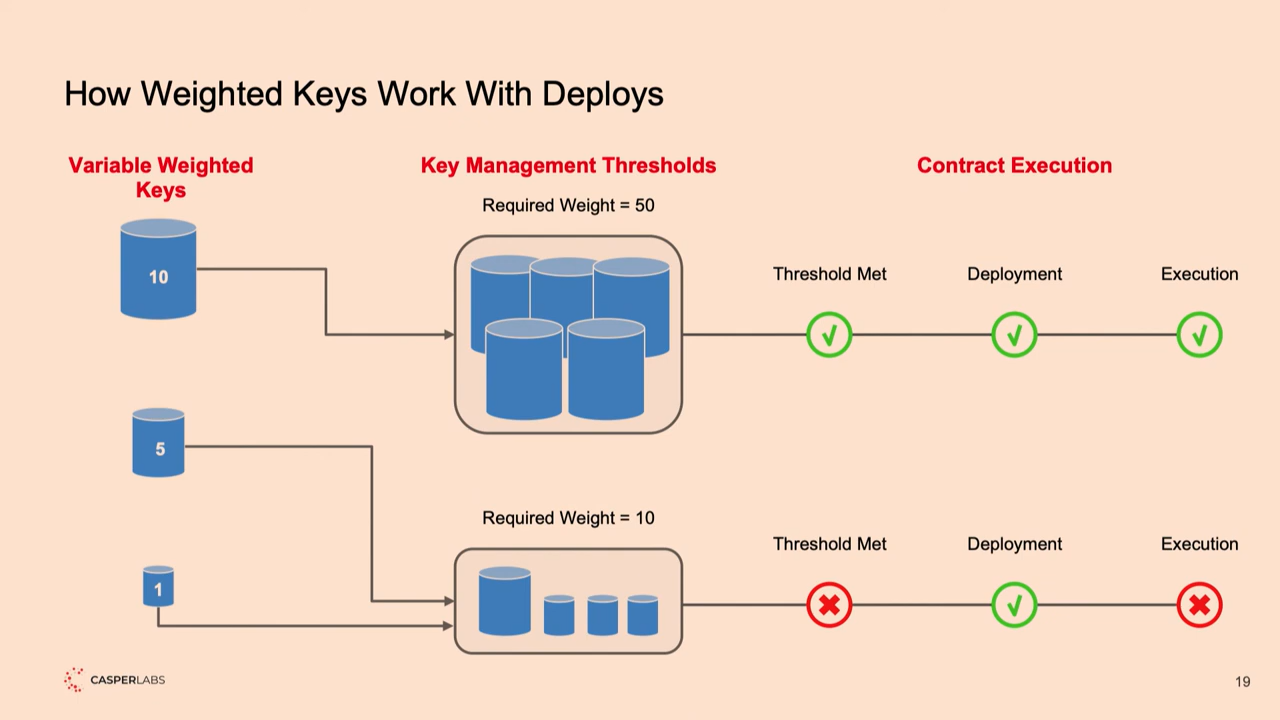 How Weighted Keys Work With Deploys
Variable Weighted
Keys
Key Management Thresholds
Contract Execution
Required Weight = 50
10
Threshold Met
Deployment
Execution
5
Required Weight = 10
1
Threshold Met
Deployment
Execution
CASPERLABS
19